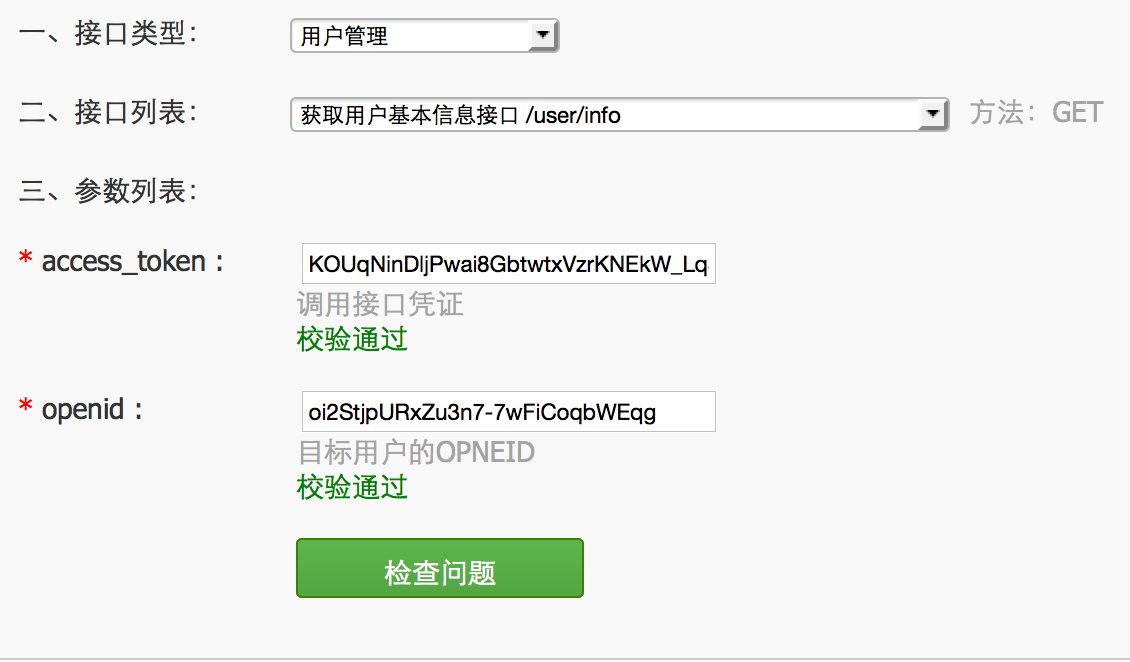 一、接口类型：
用户管理
二、接口列表：
获取用户基本信息接口 /user/info
方法：GET
三、参数列表：
* access_token :
KOUqNinDljPwai8GbtwtxVzrKNEkW_Lq
调用接口凭证
校验通过
* openid :
oi2StjpURxZu3n7-7wFiCoqbWEqg
目标用户的OPNEID
校验通过
检查问题